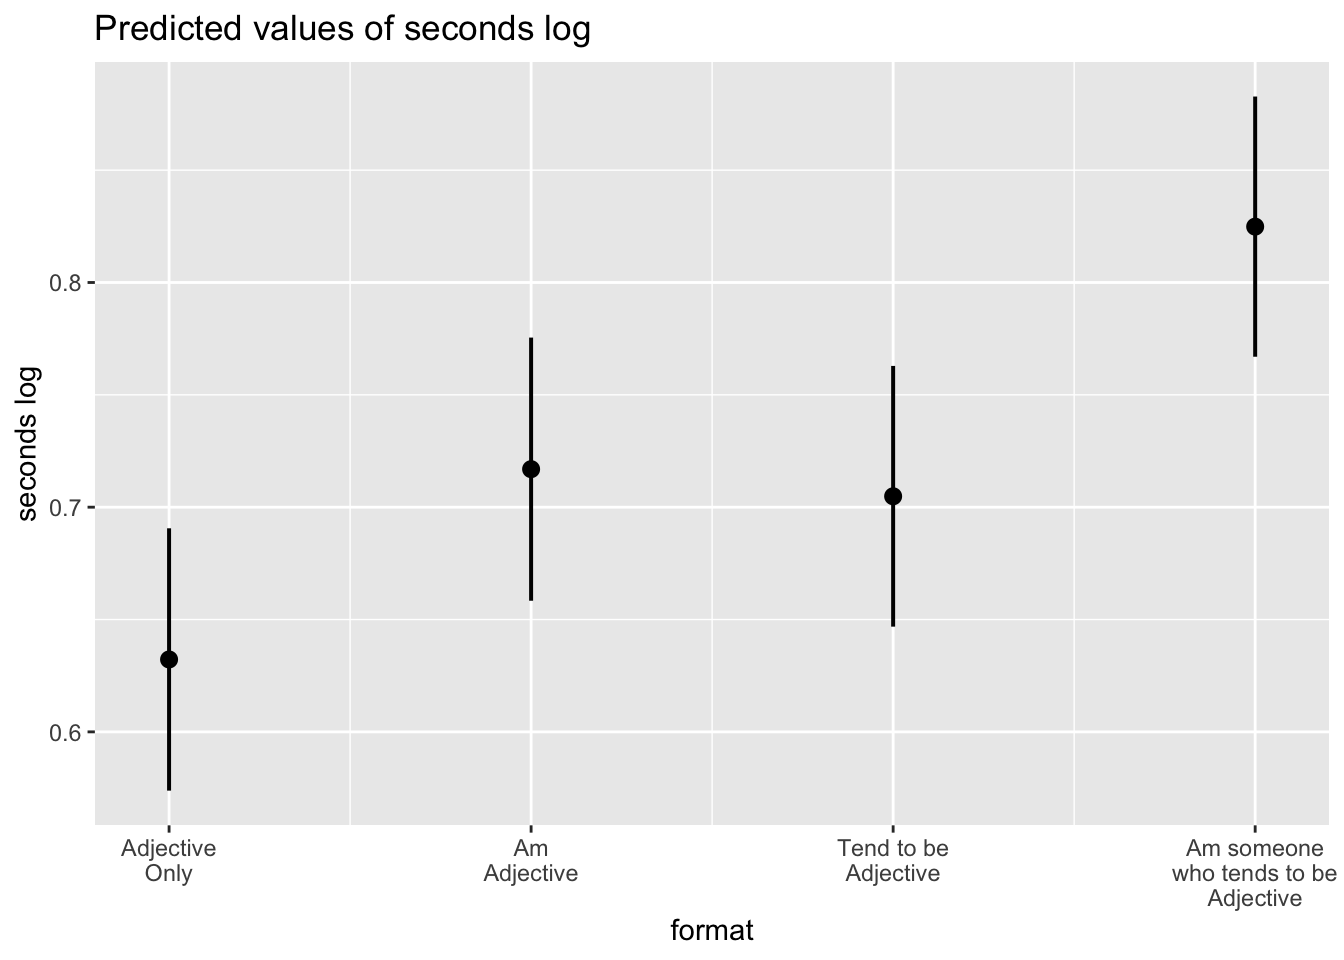 Predicted values of seconds log
seconds log
0.8
0.7
0.6
Adjective
Only
Am
Adjective
Tend to be
Adjective
Am someone
who tends to be
Adjective
format